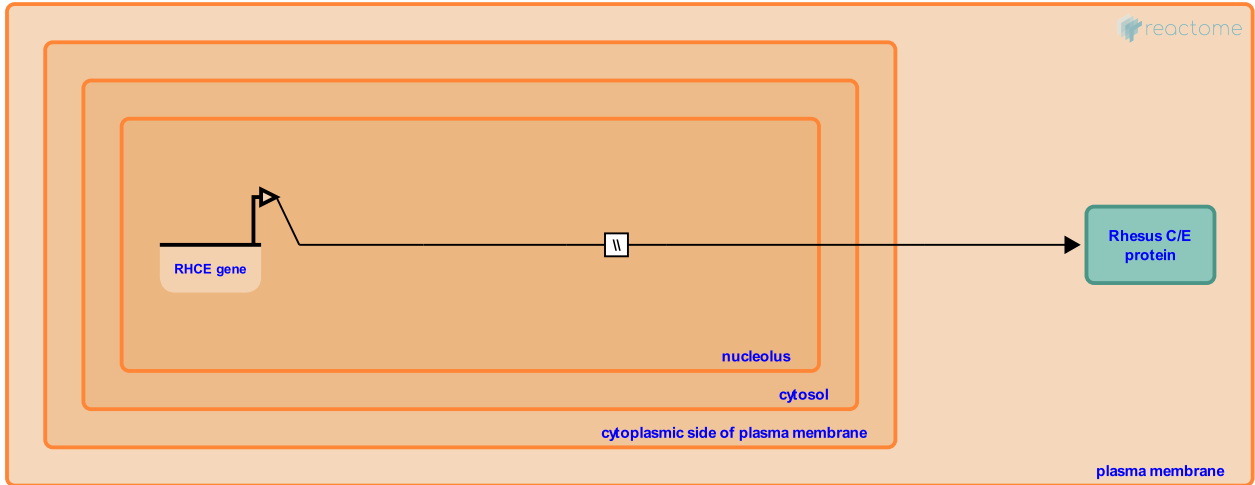 reactome
RHCE gene
\\
Rhesus C/E
protein
nucleolus
cytosol
cytoplasmic side of plasma membrane
plasma membrane